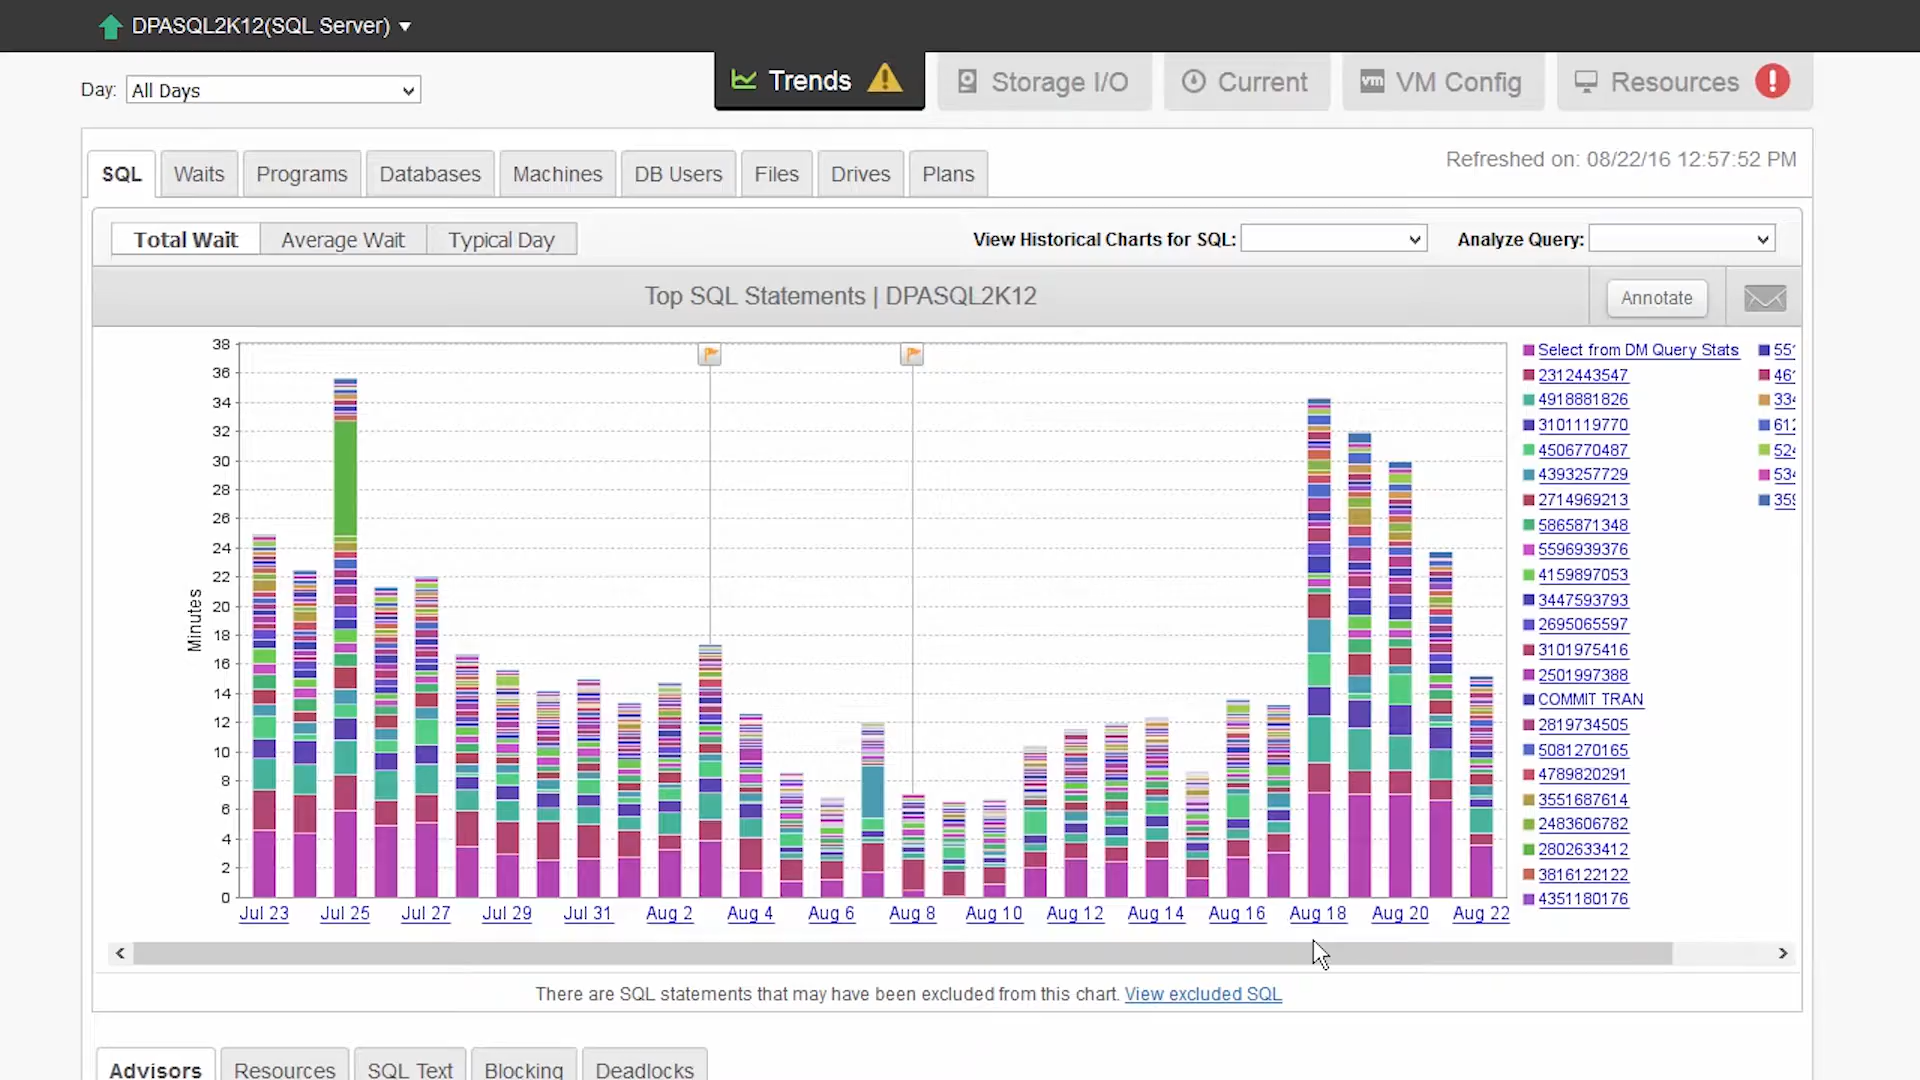 DPASQL2K12(SQL Server)
Day: All Days
Trends
Storage I/O
Current
VM Config
Resources
SQL
Waits
Programs
Databases
Machines
DB Users
Files
Drives
Plans
Refreshed on: 08/22/16 12:57:52 PM
Total Wait
Average Wait
Typical Day
View Historical Charts for SQL:
Analyze Query:
Top SQL Statements | DPASQL2K12
Annotate
Minutes
38
36
34
32
30
28
26
24
22
20
18
16
14
12
10
8
6
4
2
0
Jul 23
Jul 25
Jul 27
Jul 29
Jul 31
Aug 2
Aug 4
Aug 6
Aug 8
Aug 10
Aug 12
Aug 14
Aug 16
Aug 18
Aug 20
Aug 22
Select from DM Query Stats
2312443547
4918881826
3101119770
4506770487
4393257729
2714969213
5865871348
5596939376
4159897053
3447593793
2695065597
3101975416
2501997388
COMMIT TRAN
2819734505
5081270165
4789820291
3551687614
2483606782
2802633412
3816122122
4351180176
There are SQL statements that may have been excluded from this chart. View excluded SQL
Advisors
Resources
SQL Text
Blocking
Deadlocks